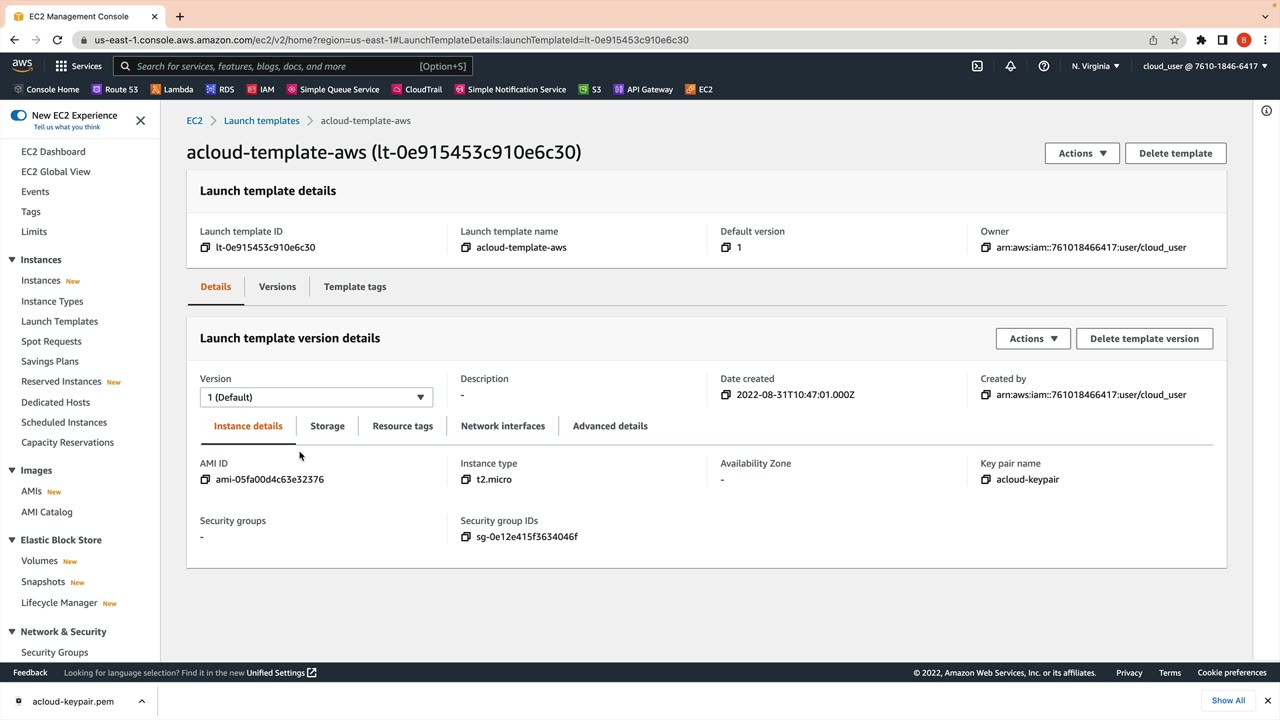 EC2 Management Console
us-east-1.console.aws.amazon.com/ec2/v2/home?region=us-east-1#LaunchTemplateDetails:launchTemplateId=lt-0e915453c910e6c30
B
aws
Services
Search for services, features, blogs, docs, and more
[Option+S]
N. Virginia
cloud_user @ 7610-1846-6417
Console Home
Route 53
Lambda
RDS
IAM
Simple Queue Service
CloudTrail
Simple Notification Service
S3
API Gateway
EC2
New EC2 Experience
Tell us what you think
EC2 Dashboard
EC2 Global View
Events
Tags
Limits
Instances
Instances New
Instance Types
Launch Templates
Spot Requests
Savings Plans
Reserved Instances New
Dedicated Hosts
Scheduled Instances
Capacity Reservations
Images
AMIs New
AMI Catalog
Elastic Block Store
Volumes New
Snapshots New
Lifecycle Manager New
Network & Security
Security Groups
EC2 > Launch templates > acloud-template-aws
acloud-template-aws (lt-0e915453c910e6c30)
Actions
Delete template
Launch template details
Launch template ID
lt-0e915453c910e6c30
Launch template name
acloud-template-aws
Default version
1
Owner
arn:aws:iam::761018466417:user/cloud_user
Details
Versions
Template tags
Launch template version details
Actions
Delete template version
Version
1 (Default)
Description
-
Date created
2022-08-31T10:47:01.000Z
Created by
arn:aws:iam::761018466417:user/cloud_user
Instance details
Storage
Resource tags
Network interfaces
Advanced details
AMI ID
ami-05fa00d4c63e32376
Instance type
t2.micro
Availability Zone
-
Key pair name
acloud-keypair
Security groups
-
Security group IDs
sg-0e12e415f3634046f
Feedback
Looking for language selection? Find it in the new Unified Settings
© 2022, Amazon Web Services, Inc. or its affiliates.
Privacy
Terms
Cookie preferences
acloud-keypair.pem
Show All